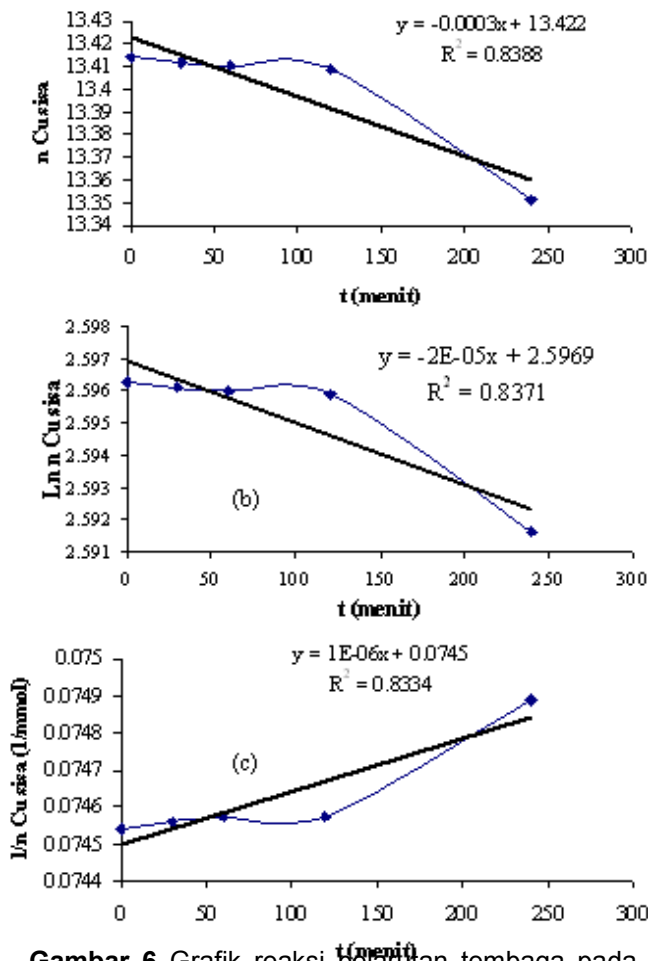 y = -0.0003x + 13.422
R² = 0.8388
n Cu sisa
13.43
13.42
13.41
13.4
13.39
13.38
13.37
13.36
13.35
13.34
0 50 100 150 200 250 300
t (menit)
y = -2E-05x + 2.5969
R² = 0.8371
Ln n Cu sisa
2.598
2.597
2.596
2.595
2.594
2.593
2.592
2.591
(b)
0 50 100 150 200 250 300
t (menit)
y = 1E-06x + 0.0745
R² = 0.8334
1/n Cu sisa (1/mmol)
0.075
0.0749
0.0748
0.0747
0.0746
0.0745
0.0744
(c)
0 50 100 150 200 250 300
t (menit)
Gambar 6 Grafik reaksi pelarutan tembaga pada